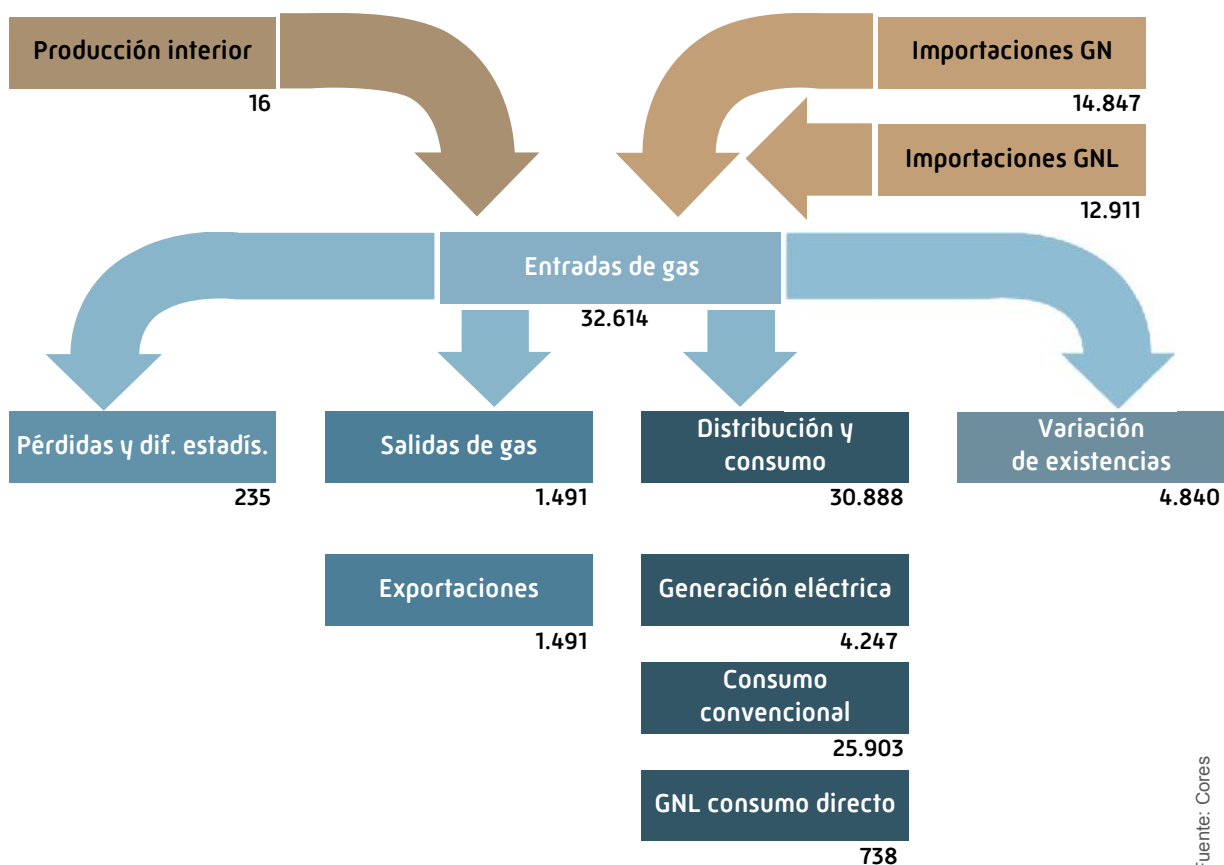 Producción interior
16
Importaciones GN
14.847
Importaciones GNL
12.911
Entradas de gas
32.614
Pérdidas y dif. estadís.
235
Salidas de gas
1.491
Distribución y
consumo
30.888
Variación
de existencias
4.840
Exportaciones
1.491
Generación eléctrica
4.247
Consumo
convencional
25.903
GNL consumo directo
738
Fuente: Cores